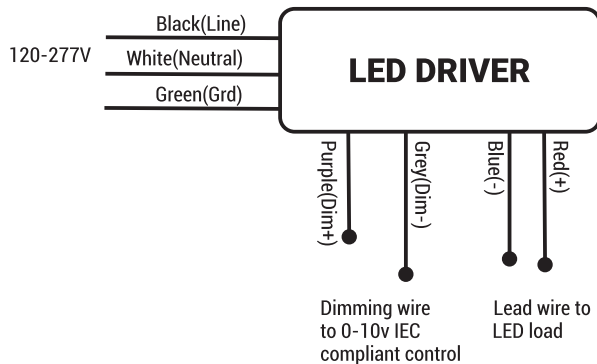 Black(Line)
120-277V
White(Neutral)
Green(Grd)
LED DRIVER
Purple(Dim+)
Grey(Dim-)
Blue(-)
Red(+)
Dimming wire
to 0-10v IEC
compliant control
Lead wire to
LED load